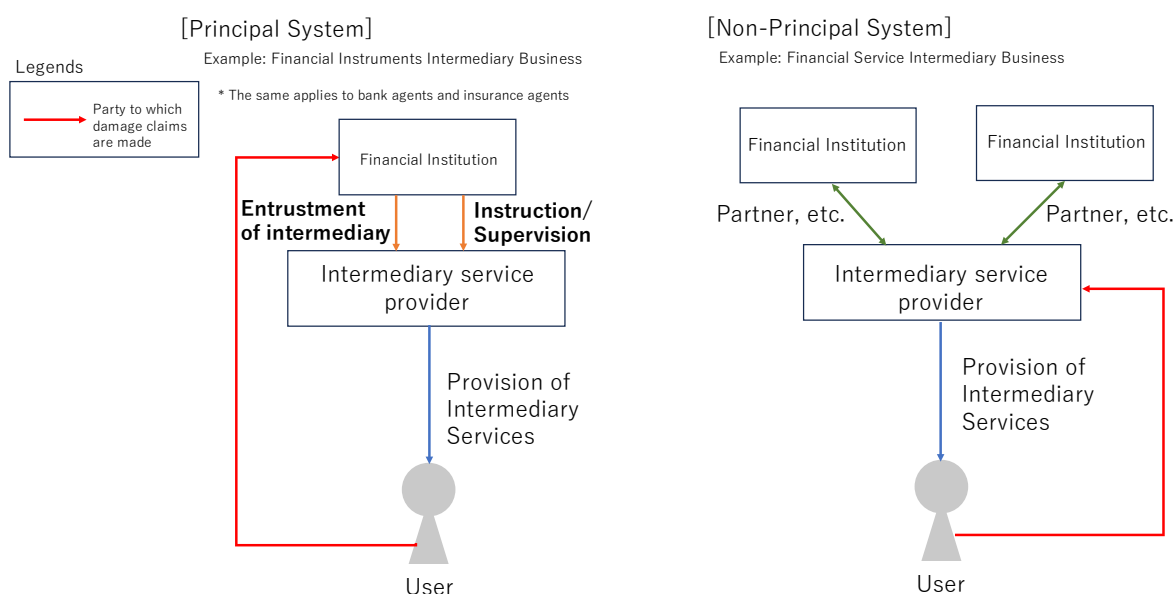 [Principal System]
Example: Financial Instruments Intermediary Business
* The same applies to bank agents and insurance agents
Legends
Party to which
damage claims
are made
Financial Institution
Entrustment
of intermediary
Instruction/
Supervision
Intermediary service
provider
Provision of
Intermediary
Services
User
[Non-Principal System]
Example: Financial Service Intermediary Business
Financial Institution
Financial Institution
Partner, etc.
Partner, etc.
Intermediary service
provider
Provision of
Intermediary
Services
User